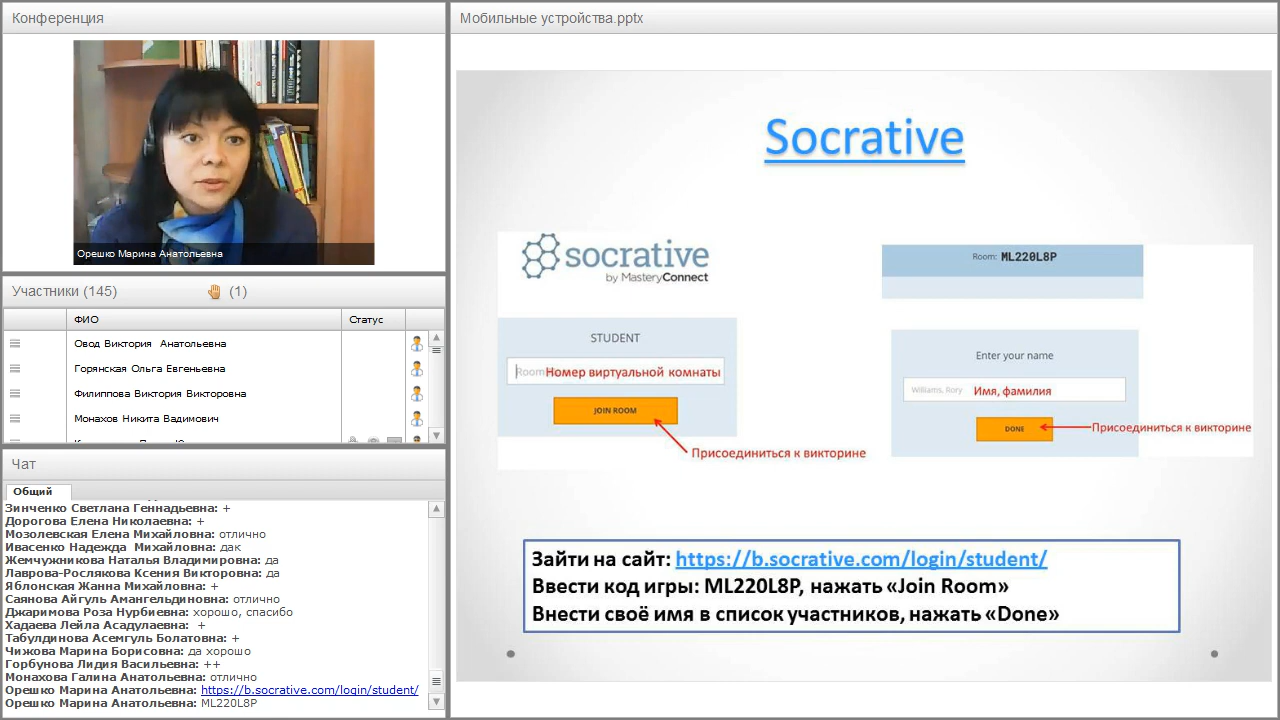 Конференция
Орешко Марина Анатольевна
Участники (145) (1)
ФИО Статус
Овод Виктория Анатольевна
Горянская Ольга Евгеньевна
Филиппова Виктория Викторовна
Монахов Никита Вадимович
Чат
Общий
Зинченко Светлана Геннадьевна: +
Дорогова Елена Николаевна: +
Мозолевская Елена Михайловна: отлично
Ивасенко Надежда Михайловна: дак
Жемчужникова Наталья Владимировна: да
Лаврова-Рослякова Ксения Викторовна: да
Яблонская Жанна Михайловна: +
Саянова Айгуль Амангельдиновна: отлично
Джаримова Роза Нурбиевна: хорошо, спасибо
Хадаева Лейла Асадулаевна: +
Табулдинова Асемгуль Болатовна: +
Чижова Марина Борисовна: да хорошо
Горбунова Лидия Васильевна: ++
Монахова Галина Анатольевна: отлично
Орешко Марина Анатольевна: https://b.socrative.com/login/student/
Орешко Марина Анатольевна: ML220L8P
Мобильные устройства.pptx
Socrative
socrative
by MasteryConnect
STUDENT
Room Номер виртуальной комнаты
JOIN ROOM
Присоединиться к викторине
Room: ML220L8P
Enter your name
Williams, Rory Имя, фамилия
DONE
Присоединиться к викторине
Зайти на сайт: https://b.socrative.com/login/student/
Ввести код игры: ML220L8P, нажать «Join Room»
Внести своё имя в список участников, нажать «Done»